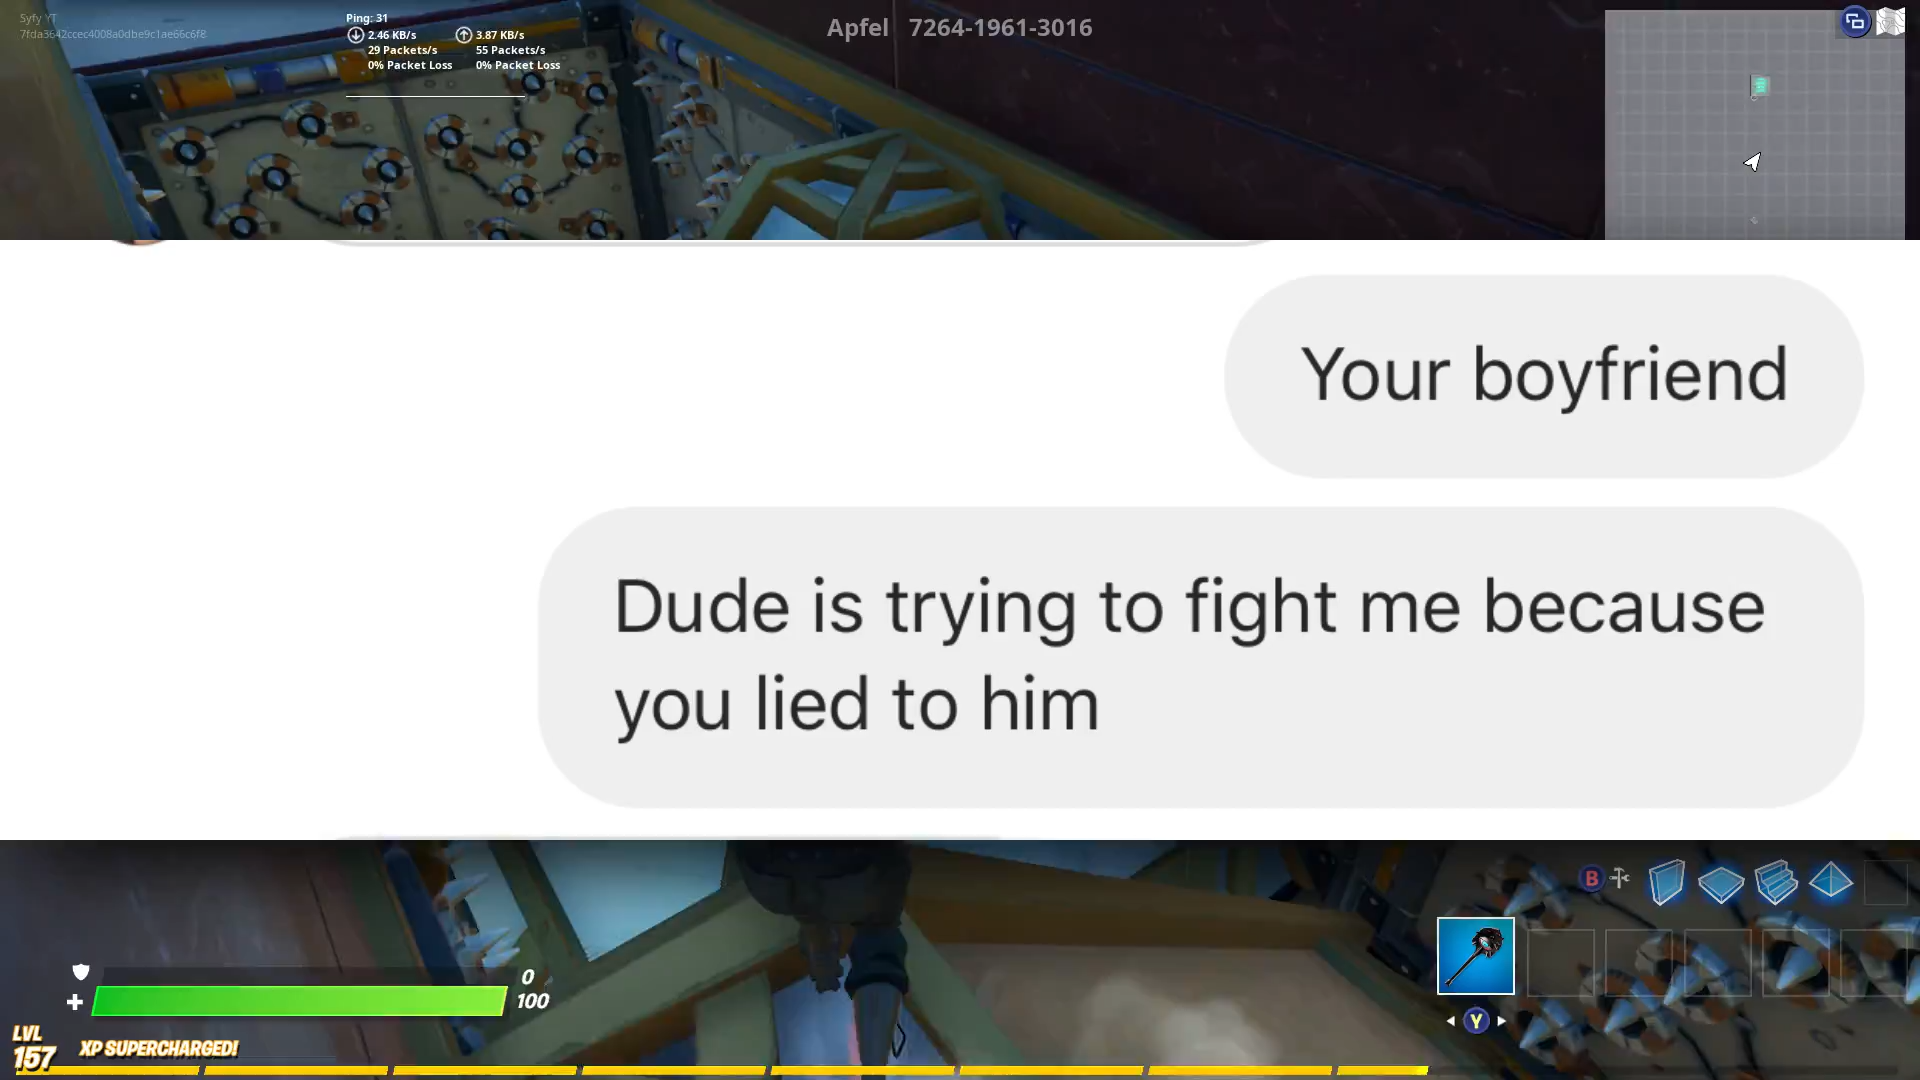 Syfy YT
7fda3642ccec4008a0dbe9c1ae66c6f8
Ping: 31
2.46 KB/s 3.87 KB/s
29 Packets/s 55 Packets/s
0% Packet Loss 0% Packet Loss
Apfel 7264-1961-3016
Your boyfriend
Dude is trying to fight me because
you lied to him
B
0
100
Y
LVL
157
XP SUPERCHARGED!